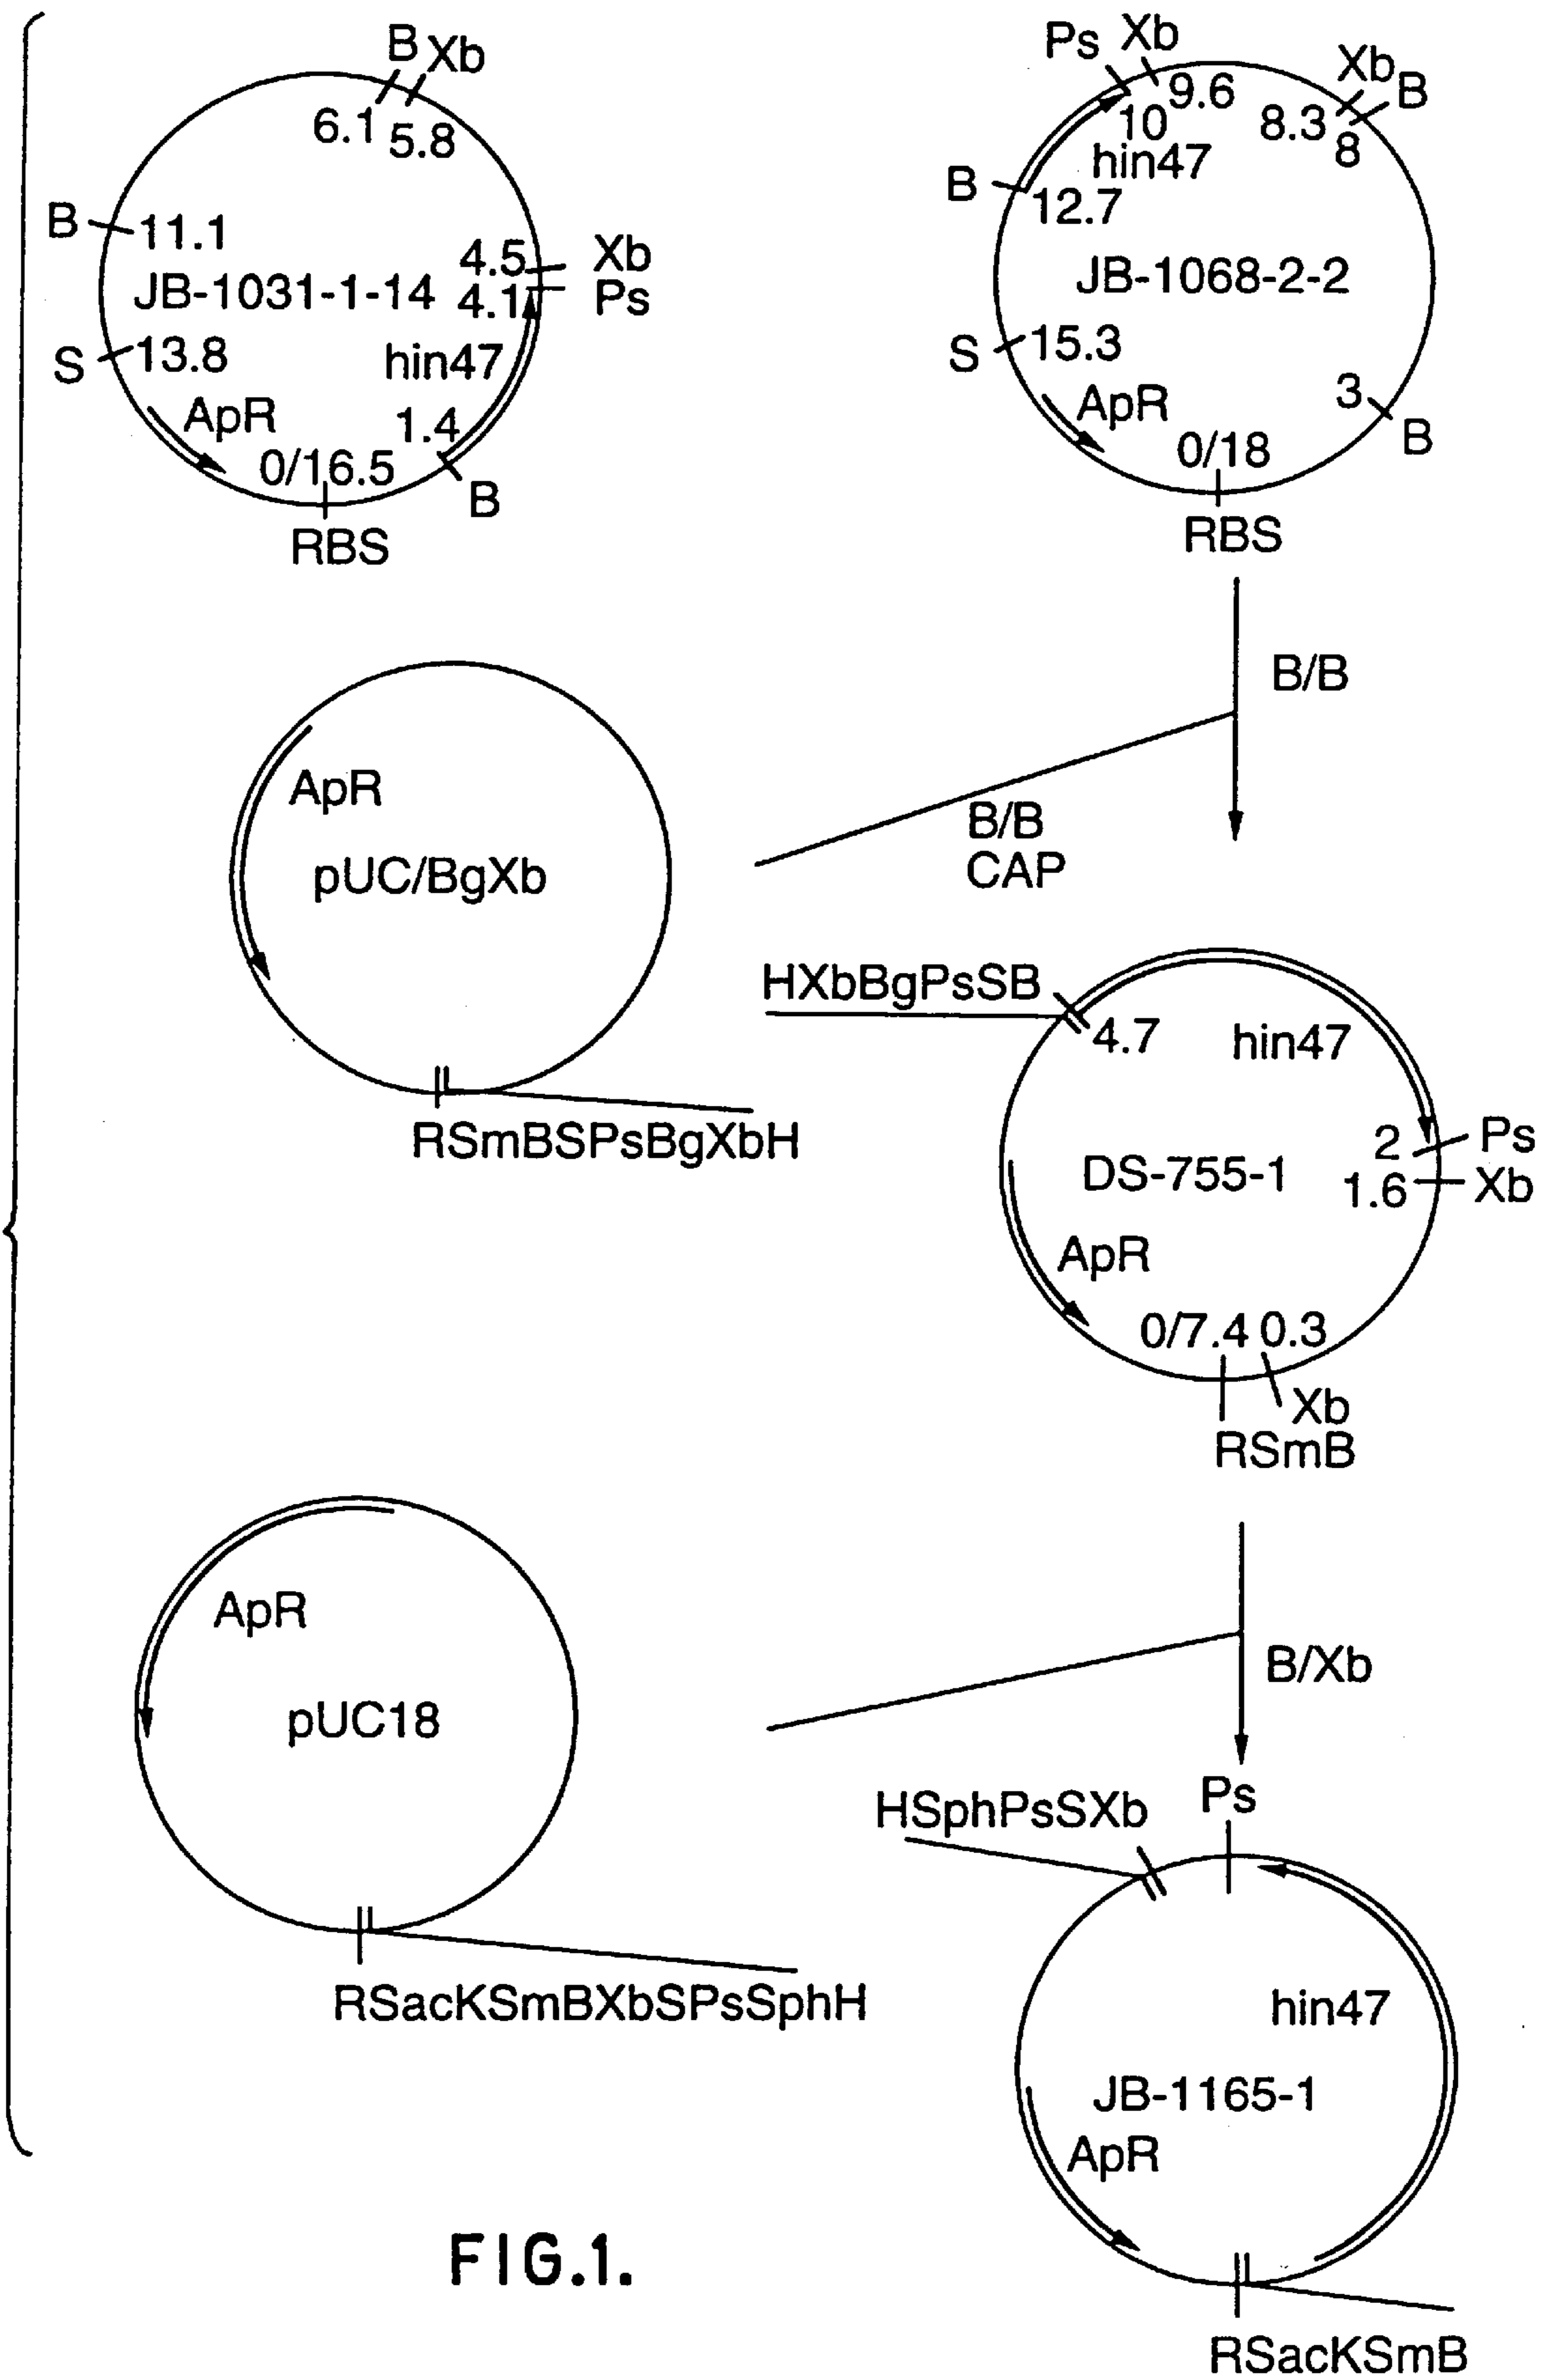 B Xb
6.1 5.8
B
11.1
4.5 Xb
JB-1031-1-14 4.1 Ps
S 13.8
hin47
ApR
1.4
0/16.5
B
RBS
Ps Xb
9.6
Xb B
10
8.3
8
hin47
B
12.7
JB-1068-2-2
S 15.3
ApR
3
B
0/18
RBS
B/B
ApR
pUC/BgXb
B/B
CAP
RSmBSPsBgXbH
HXbBgPsSB
4.7
hin47
2 Ps
DS-755-1
1.6 Xb
ApR
0/7.4 0.3
Xb
RSmB
ApR
pUC18
B/Xb
RSacKSmBXbSPsSphH
HSphPsSXb
Ps
hin47
JB-1165-1
ApR
RSacKSmB
FIG.1.